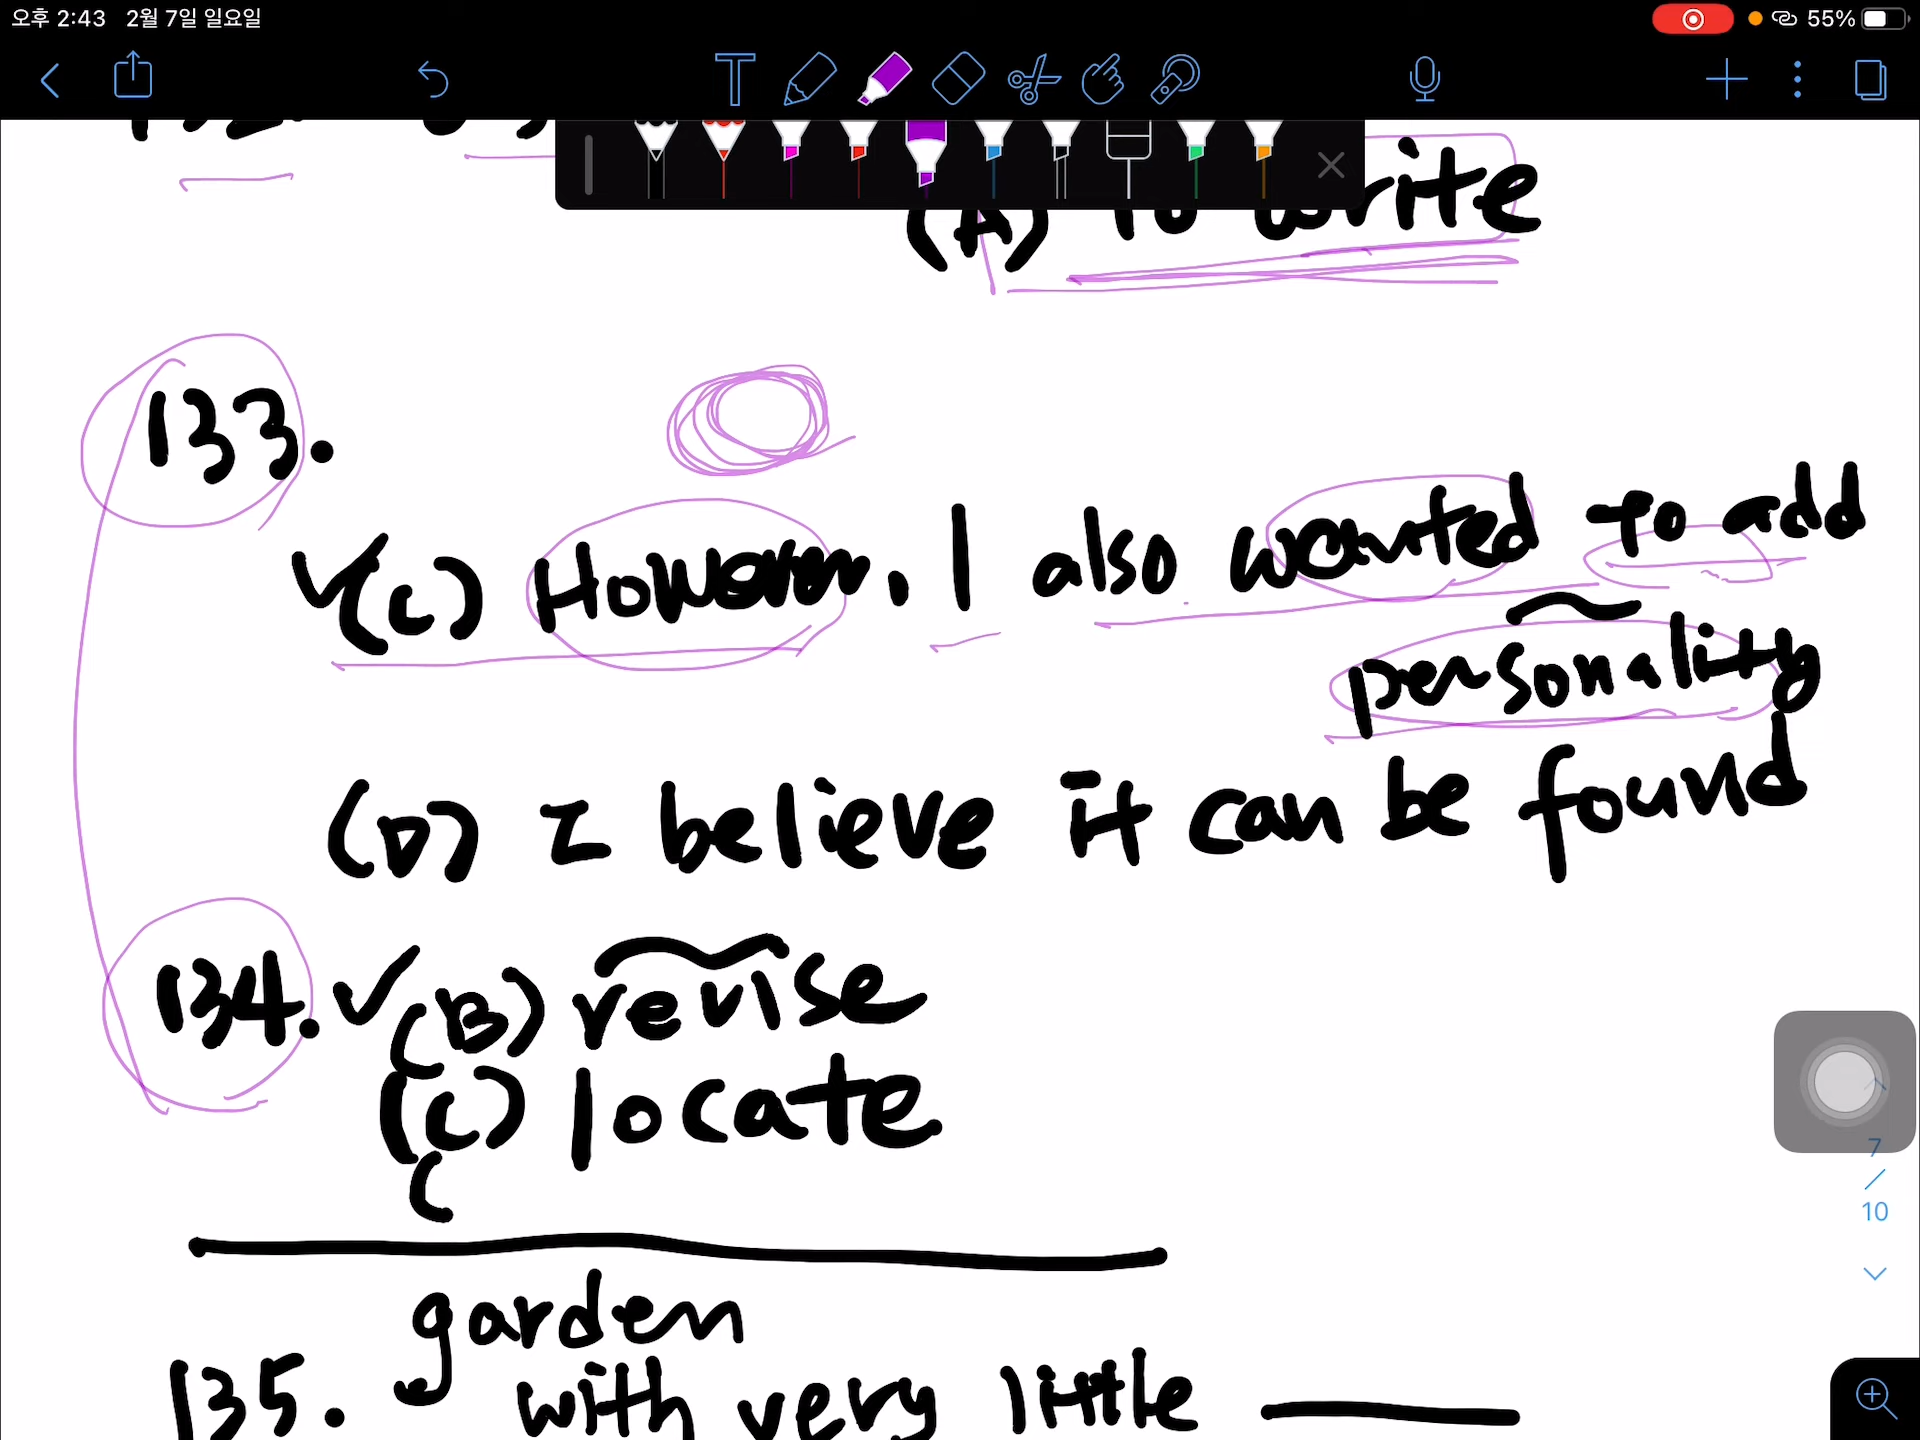 오후 2:43 2월 7일 일요일 55%
(A) to write
133.
(C) However, I also wanted to add
personality
(D) I believe it can be found
134. (B) revise
(C) locate
7
/
10
garden
135. with very little